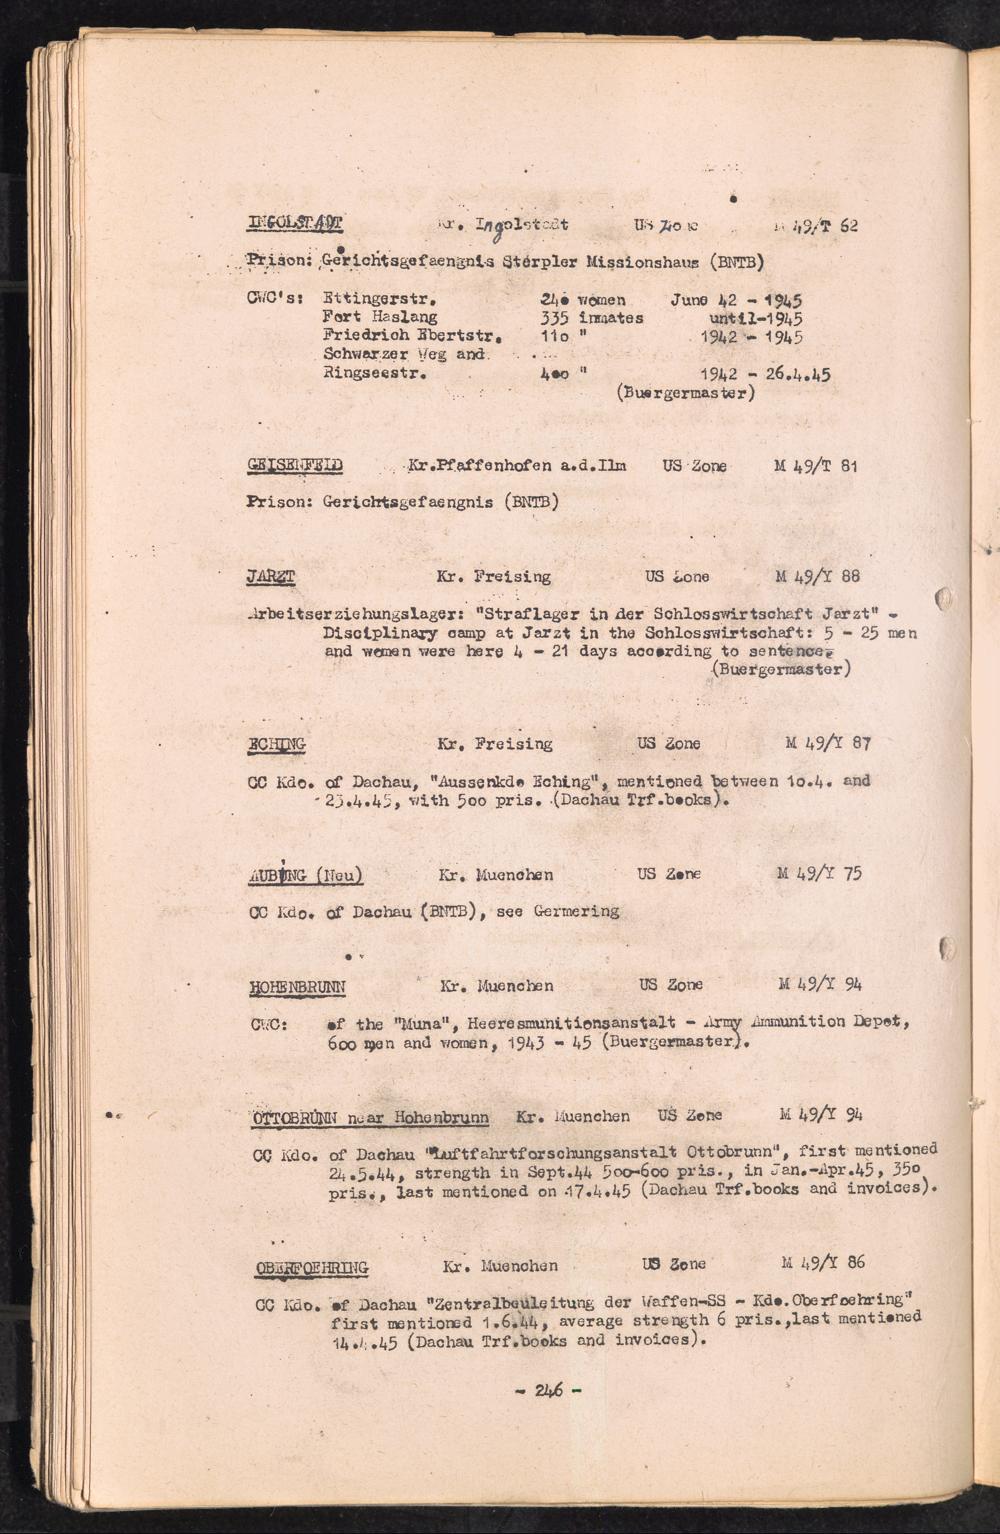 INGOLSTADT Kr. Ingolstadt US Zone M 49/T 62
Prison: Gerichtsgefaengnis Sterpler Missionshaus (BNTB)
CWC's: Ettingerstr. 24o women June 42 - 1945
Fort Haslang 335 inmates until-1945
Friedrich Ebertstr. 11o " 1942 - 1945
Schwarzer Weg and
Ringseestr. 4oo " 1942 - 26.4.45
(Buergermaster)
GEISENFELD Kr.Pfaffenhofen a.d.Ilm US Zone M 49/T 81
Prison: Gerichtsgefaengnis (BNTB)
JARZT Kr. Freising US Zone M 49/Y 88
Arbeitserziehungslager: "Straflager in der Schlosswirtschaft Jarzt" -
Disciplinary camp at Jarzt in the Schlosswirtschaft: 5 - 25 men
and women were here 4 - 21 days according to sentence.
(Buergermaster)
ECHING Kr. Freising US Zone M 49/Y 87
CC Kdo. of Dachau, "Aussenkdo Eching", mentioned between 1o.4. and
23.4.45, with 5oo pris. (Dachau Trf.books).
AUBING (Neu) Kr. Muenchen US Zone M 49/Y 75
CC Kdo. of Dachau (BNTB), see Germering
HOHENBRUNN Kr. Muenchen US Zone M 49/Y 94
CWC: of the "Muna", Heeresmunitionsanstalt - Army Ammunition Depot,
6oo men and women, 1943 - 45 (Buergermaster).
OTTOBRUNN near Hohenbrunn Kr. Muenchen US Zone M 49/Y 94
CC Kdo. of Dachau "Luftfahrtforschungsanstalt Ottobrunn", first mentioned
24.5.44, strength in Sept.44 5oo-6oo pris., in Jan.-Apr.45, 35o
pris., last mentioned on 17.4.45 (Dachau Trf.books and invoices).
OBERFOEHRING Kr. Muenchen US Zone M 49/Y 86
CC Kdo. of Dachau "Zentralbauleitung der Waffen-SS - Kdo.Oberfoehring"
first mentioned 1.6.44, average strength 6 pris.,last mentioned
14.4.45 (Dachau Trf.books and invoices).
- 246 -